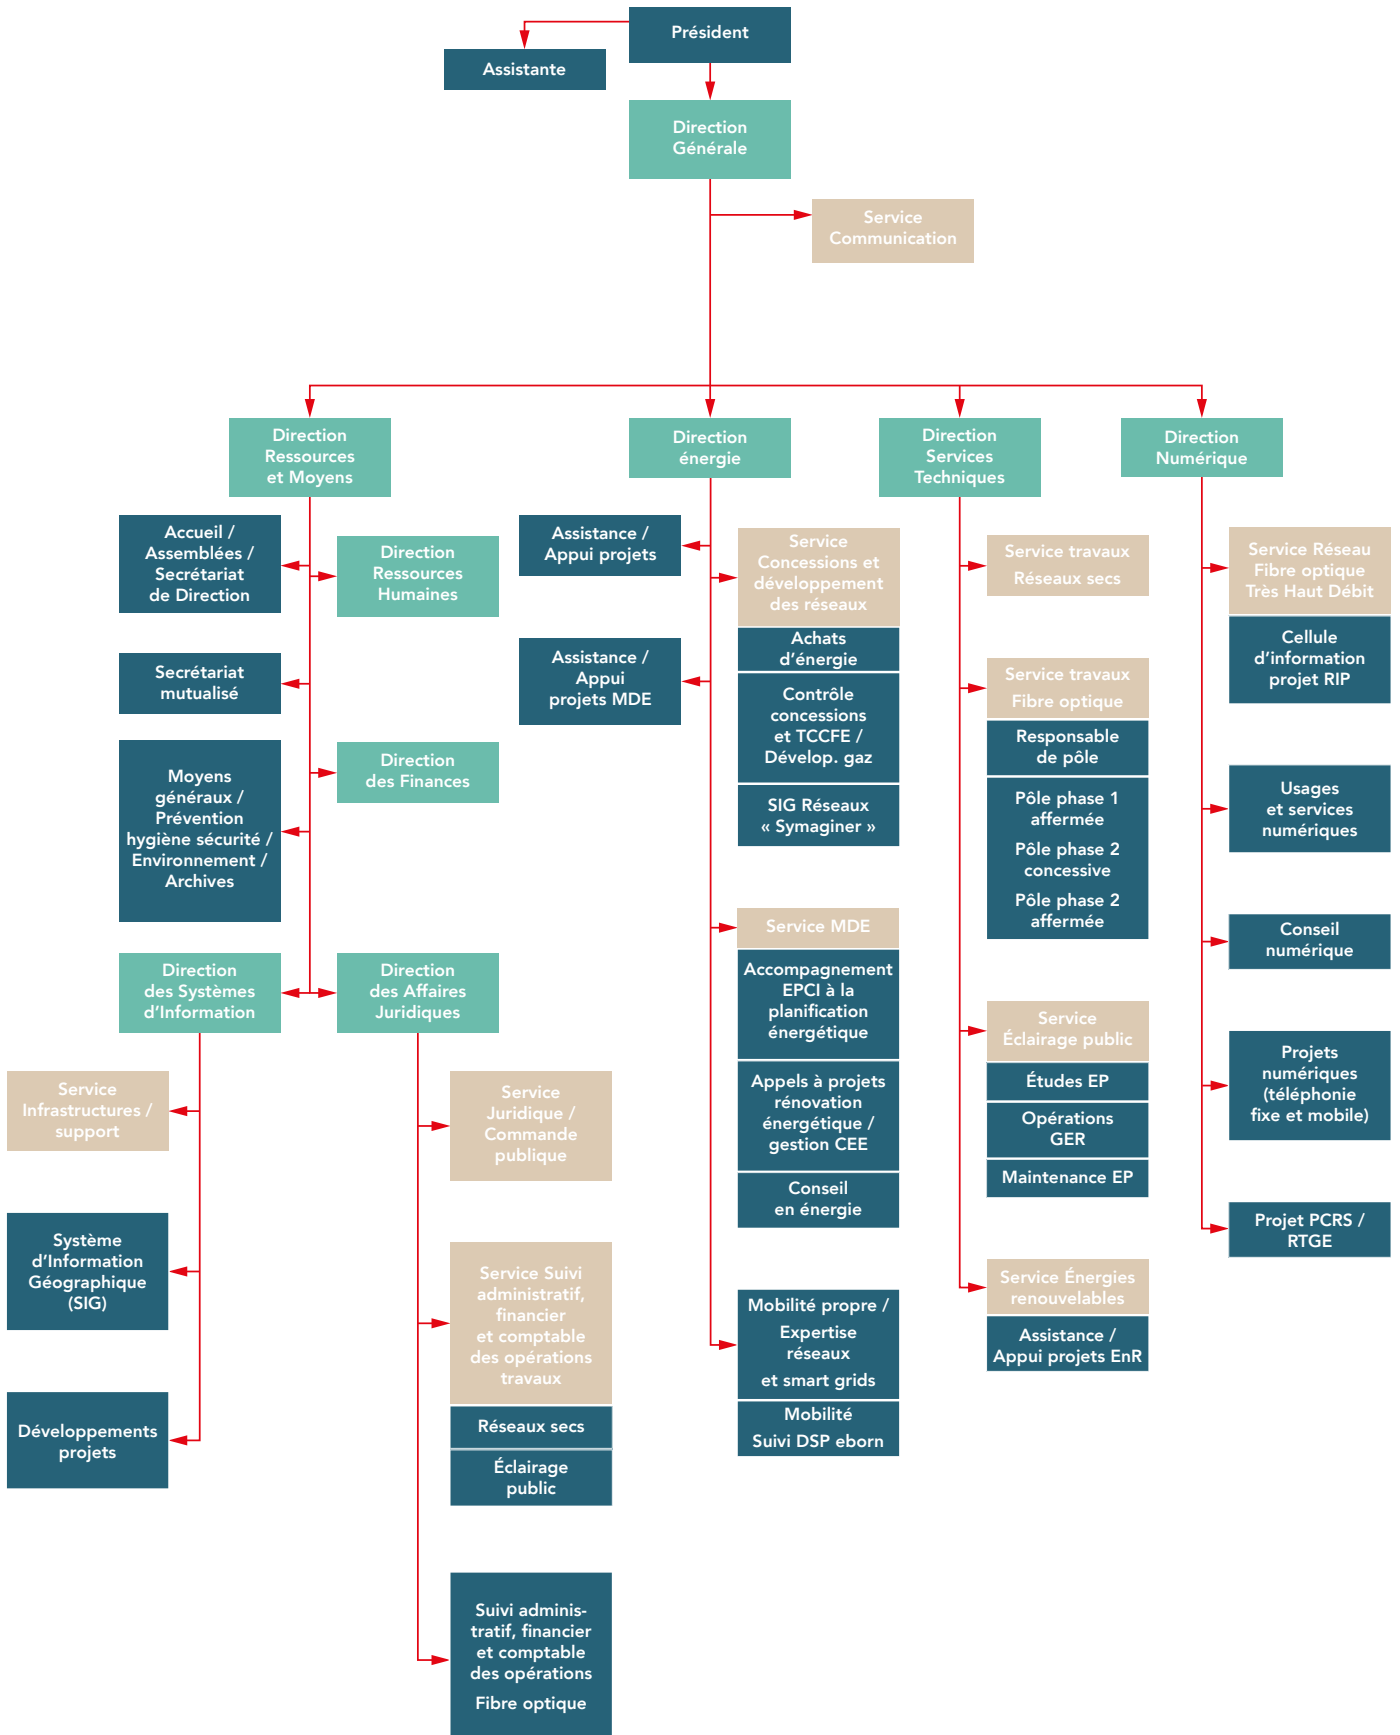 Président
Assistante
Direction
Générale
Service
Communication
Direction
Ressources
et Moyens
Accueil /
Assemblées /
Secrétariat
de Direction
Direction
Ressources
Humaines
Secrétariat
mutualisé
Moyens
généraux /
Prévention
hygiène sécurité /
Environnement /
Archives
Direction
des Finances
Direction
des Systèmes
d’Information
Direction
des Affaires
Juridiques
Service
Infrastructures /
support
Système
d’Information
Géographique
(SIG)
Développements
projets
Service
Juridique /
Commande
publique
Service Suivi
administratif,
financier
et comptable
des opérations
travaux
Réseaux secs
Éclairage
public
Suivi adminis-
tratif, financier
et comptable
des opérations
Fibre optique
Direction
énergie
Assistance /
Appui projets
Assistance /
Appui
projets MDE
Service
Concessions et
développement
des réseaux
Achats
d’énergie
Contrôle
concessions
et TCCFE /
Dévelop. gaz
SIG Réseaux
« Symaginer »
Service MDE
Accompagnement
EPCI à la
planification
énergétique
Appels à projets
rénovation
énergétique /
gestion CEE
Conseil
en énergie
Mobilité propre /
Expertise
réseaux
et smart grids
Mobilité
Suivi DSP eborn
Direction
Services
Techniques
Service travaux
Réseaux secs
Service travaux
Fibre optique
Responsable
de pôle
Pôle phase 1
affermée
Pôle phase 2
concessive
Pôle phase 2
affermée
Service
Éclairage public
Études EP
Opérations
GER
Maintenance EP
Service Énergies
renouvelables
Assistance /
Appui projets EnR
Direction
Numérique
Service Réseau
Fibre optique
Très Haut Débit
Cellule
d’information
projet RIP
Usages
et services
numériques
Conseil
numérique
Projets
numériques
(téléphonie
fixe et mobile)
Projet PCRS /
RTGE